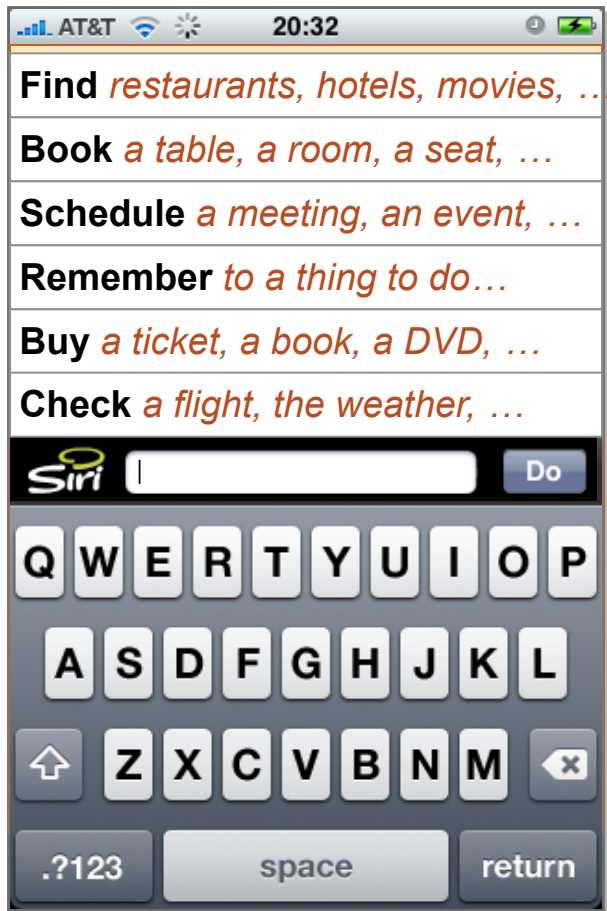 AT&T 20:32
Find restaurants, hotels, movies, …
Book a table, a room, a seat, …
Schedule a meeting, an event, …
Remember to a thing to do…
Buy a ticket, a book, a DVD, …
Check a flight, the weather, …
Siri Do
Q W E R T Y U I O P
A S D F G H J K L
Z X C V B N M
.?123 space return